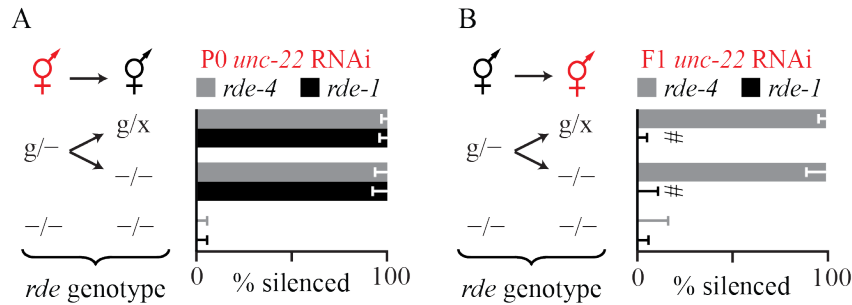 A
P0 unc-22 RNAi
rde-4 rde-1
g/− g/x
−/−
−/− −/−
rde genotype
0 100
% silenced
B
F1 unc-22 RNAi
rde-4 rde-1
g/− g/x
#
−/−
#
−/− −/−
rde genotype
0 100
% silenced